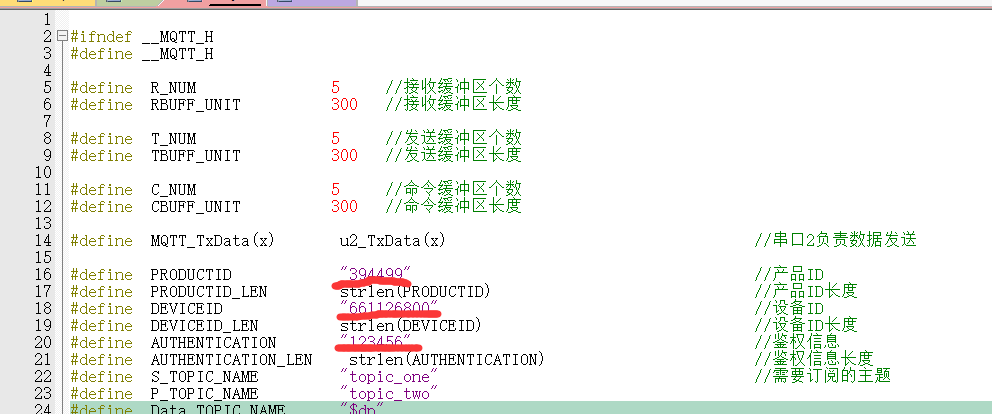 1
2 #ifndef __MQTT_H
3 #define __MQTT_H
4
5 #define R_NUM 5 //接收缓冲区个数
6 #define RBUFF_UNIT 300 //接收缓冲区长度
7
8 #define T_NUM 5 //发送缓冲区个数
9 #define TBUFF_UNIT 300 //发送缓冲区长度
10
11 #define C_NUM 5 //命令缓冲区个数
12 #define CBUFF_UNIT 300 //命令缓冲区长度
13
14 #define MQTT_TxData(x) u2_TxData(x) //串口2负责数据发送
15
16 #define PRODUCTID "394499" //产品ID
17 #define PRODUCTID_LEN strlen(PRODUCTID) //产品ID长度
18 #define DEVICEID "661126800" //设备ID
19 #define DEVICEID_LEN strlen(DEVICEID) //设备ID长度
20 #define AUTHENTICATION "123456" //鉴权信息
21 #define AUTHENTICATION_LEN strlen(AUTHENTICATION) //鉴权信息长度
22 #define S_TOPIC_NAME "topic_one" //需要订阅的主题
23 #define P_TOPIC_NAME "topic_two"
24 #define Data_TOPIC_NAME "$dp"